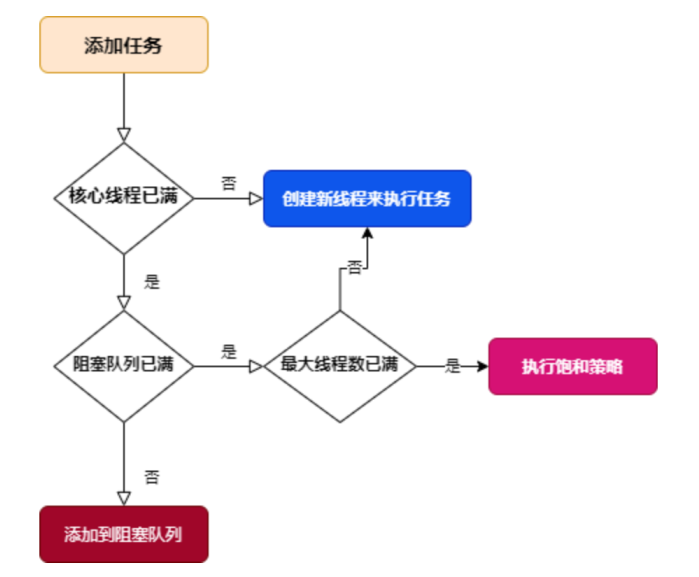 添加任务
核心线程已满
否
创建新线程来执行任务
是
否
阻塞队列已满
是
最大线程数已满
是
执行饱和策略
否
添加到阻塞队列